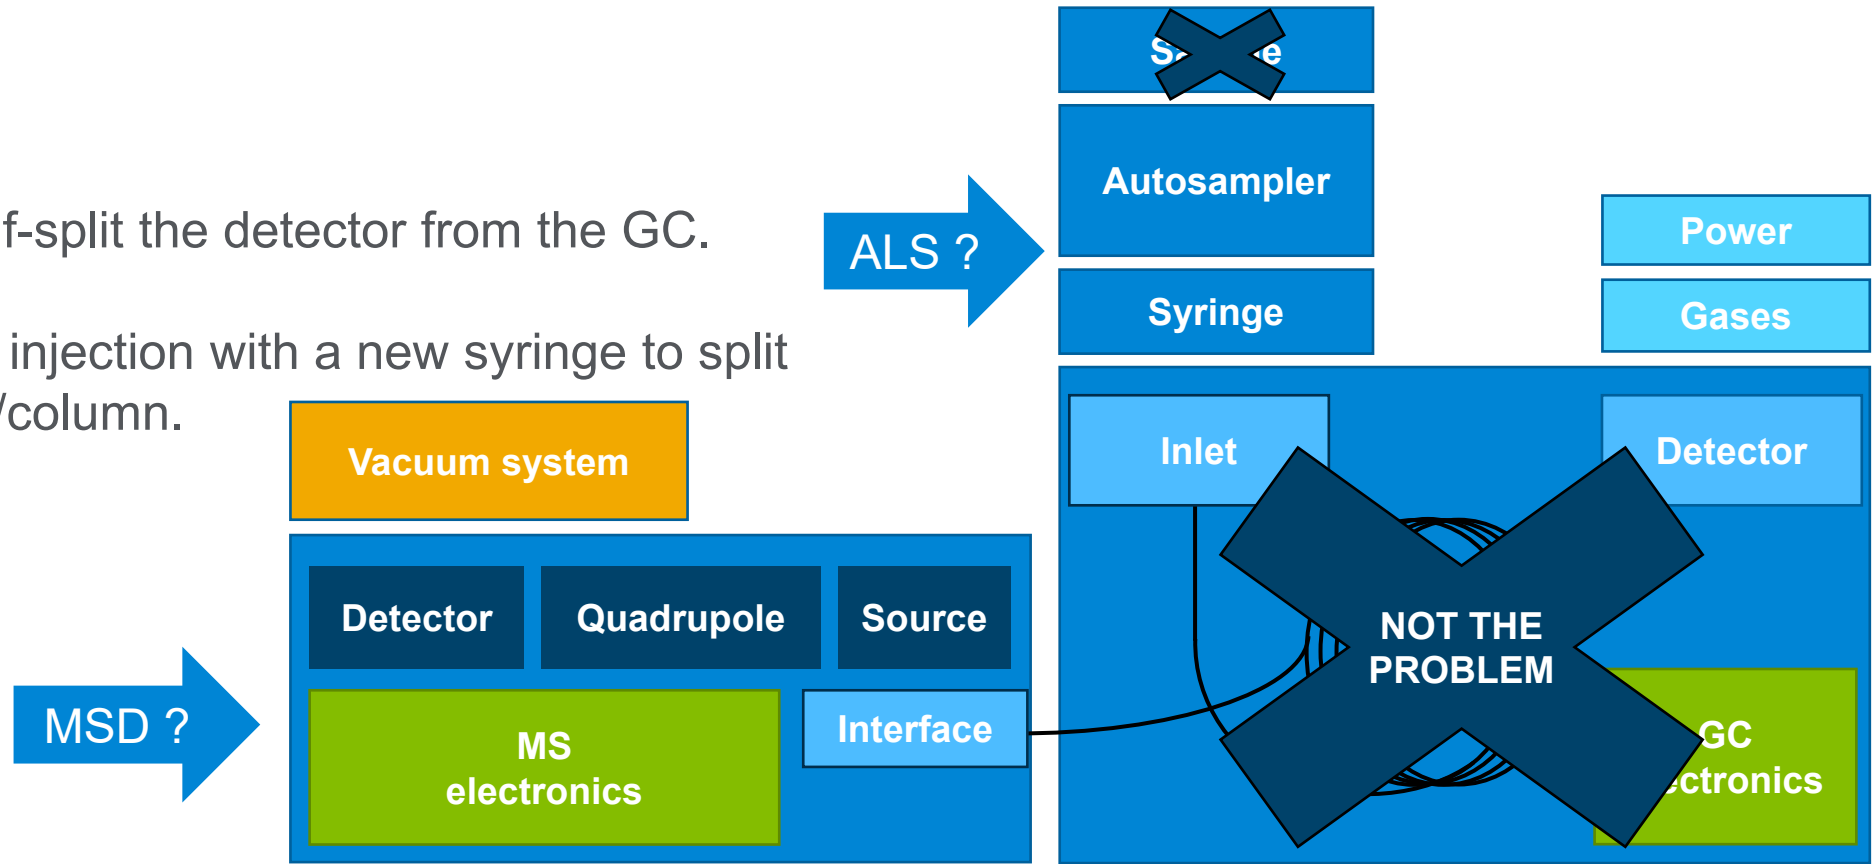 f-split the detector from the GC.
injection with a new syringe to split
/column.
ALS ?
Autosampler
Syringe
Power
Gases
Inlet
Detector
Vacuum system
Detector
Quadrupole
Source
NOT THE
PROBLEM
MSD ?
MS
electronics
Interface
GC